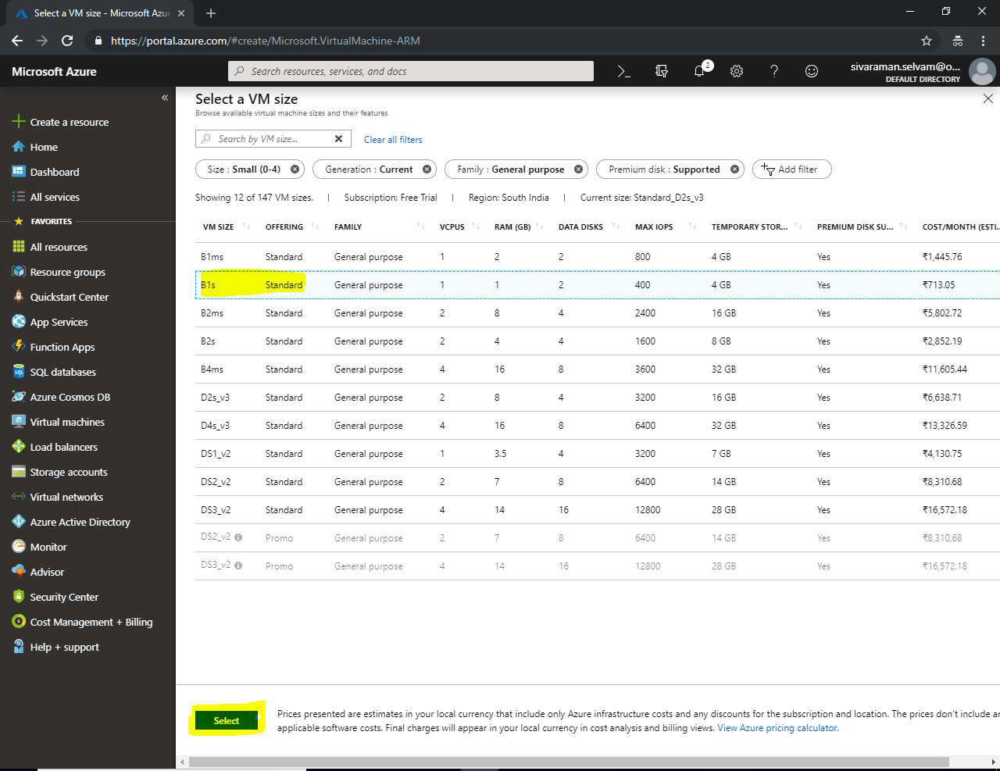 Select a VM size - Microsoft Azur
https://portal.azure.com/#create/Microsoft.VirtualMachine-ARM
Microsoft Azure
Search resources, services, and docs
2
sivaraman.selvam@o...
DEFAULT DIRECTORY
Create a resource
Home
Dashboard
All services
FAVORITES
All resources
Resource groups
Quickstart Center
App Services
Function Apps
SQL databases
Azure Cosmos DB
Virtual machines
Load balancers
Storage accounts
Virtual networks
Azure Active Directory
Monitor
Advisor
Security Center
Cost Management + Billing
Help + support
Select a VM size
Browse available virtual machine sizes and their features
Search by VM size...
Clear all filters
Size : Small (0-4)
Generation : Current
Family : General purpose
Premium disk : Supported
Add filter
Showing 12 of 147 VM sizes. | Subscription: Free Trial | Region: South India | Current size: Standard_D2s_v3
VM SIZE OFFERING FAMILY VCPUS RAM (GB) DATA DISKS MAX IOPS TEMPORARY STOR... PREMIUM DISK SU... COST/MONTH (ESTI...
B1ms Standard General purpose 1 2 2 800 4 GB Yes ₹1,445.76
B1s Standard General purpose 1 1 2 400 4 GB Yes ₹713.05
B2ms Standard General purpose 2 8 4 2400 16 GB Yes ₹5,802.72
B2s Standard General purpose 2 4 4 1600 8 GB Yes ₹2,852.19
B4ms Standard General purpose 4 16 8 3600 32 GB Yes ₹11,605.44
D2s_v3 Standard General purpose 2 8 4 3200 16 GB Yes ₹6,638.71
D4s_v3 Standard General purpose 4 16 8 6400 32 GB Yes ₹13,326.59
DS1_v2 Standard General purpose 1 3.5 4 3200 7 GB Yes ₹4,130.75
DS2_v2 Standard General purpose 2 7 8 6400 14 GB Yes ₹8,310.68
DS3_v2 Standard General purpose 4 14 16 12800 28 GB Yes ₹16,572.18
DS2_v2 Promo General purpose 2 7 8 6400 14 GB Yes ₹8,310.68
DS3_v2 Promo General purpose 4 14 16 12800 28 GB Yes ₹16,572.18
Select
Prices presented are estimates in your local currency that include only Azure infrastructure costs and any discounts for the subscription and location. The prices don't include an
applicable software costs. Final charges will appear in your local currency in cost analysis and billing views. View Azure pricing calculator.